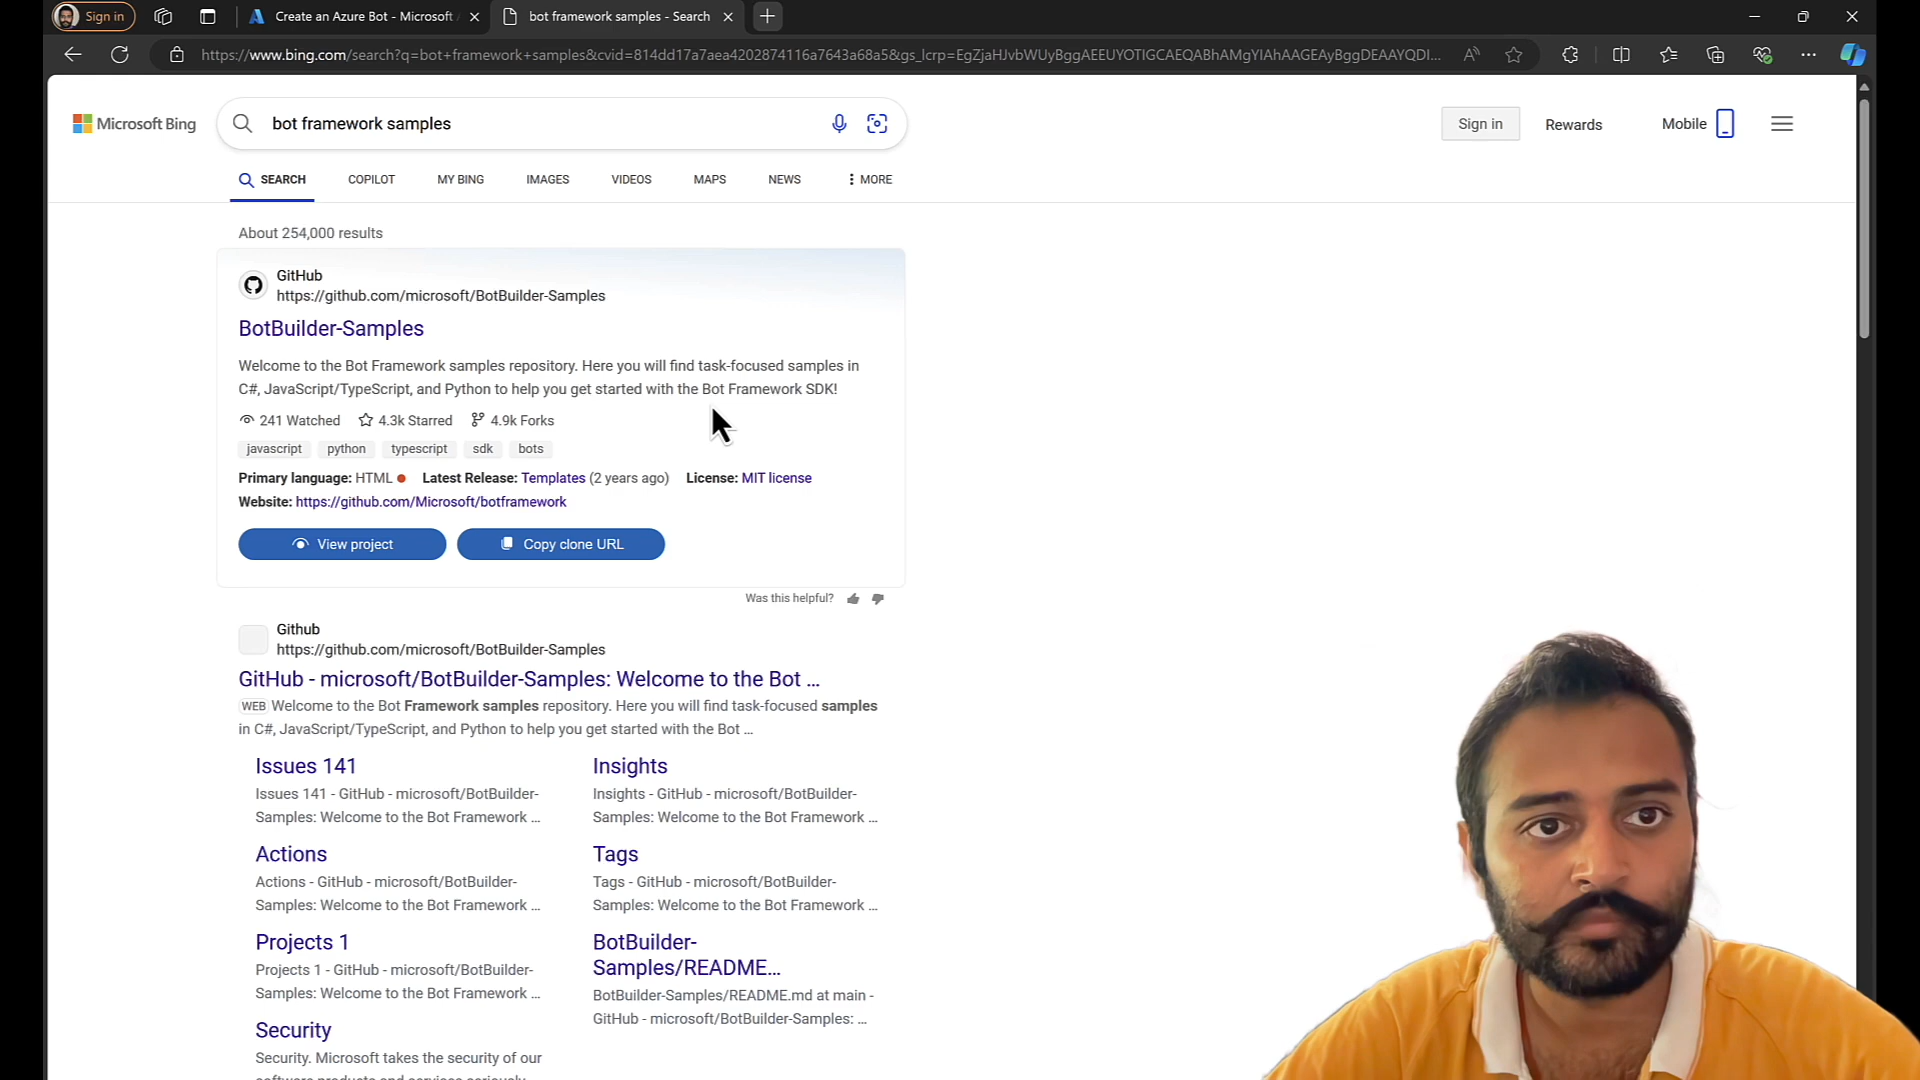 Sign in
Create an Azure Bot - Microsoft
bot framework samples - Search
https://www.bing.com/search?q=bot+framework+samples&cvid=814dd17a7aea4202874116a7643a68a5&gs_lcrp=EgZjaHJvbWUyBggAEEUYOTIGCAEQABhAMgYIAhAAGEAyBggDEAAYQDI...
Microsoft Bing
bot framework samples
Sign in
Rewards
Mobile
SEARCH
COPILOT
MY BING
IMAGES
VIDEOS
MAPS
NEWS
MORE
About 254,000 results
GitHub
https://github.com/microsoft/BotBuilder-Samples
BotBuilder-Samples
Welcome to the Bot Framework samples repository. Here you will find task-focused samples in
C#, JavaScript/TypeScript, and Python to help you get started with the Bot Framework SDK!
241 Watched 4.3k Starred 4.9k Forks
javascript python typescript sdk bots
Primary language: HTML Latest Release: Templates (2 years ago) License: MIT license
Website: https://github.com/Microsoft/botframework
View project
Copy clone URL
Was this helpful?
Github
https://github.com/microsoft/BotBuilder-Samples
GitHub - microsoft/BotBuilder-Samples: Welcome to the Bot ...
WEB Welcome to the Bot Framework samples repository. Here you will find task-focused samples
in C#, JavaScript/TypeScript, and Python to help you get started with the Bot ...
Issues 141
Issues 141 - GitHub - microsoft/BotBuilder-
Samples: Welcome to the Bot Framework ...
Insights
Insights - GitHub - microsoft/BotBuilder-
Samples: Welcome to the Bot Framework ...
Actions
Actions - GitHub - microsoft/BotBuilder-
Samples: Welcome to the Bot Framework ...
Tags
Tags - GitHub - microsoft/BotBuilder-
Samples: Welcome to the Bot Framework ...
Projects 1
Projects 1 - GitHub - microsoft/BotBuilder-
Samples: Welcome to the Bot Framework ...
BotBuilder-
Samples/README...
BotBuilder-Samples/README.md at main -
GitHub - microsoft/BotBuilder-Samples: ...
Security
Security. Microsoft takes the security of our
software products and services seriously